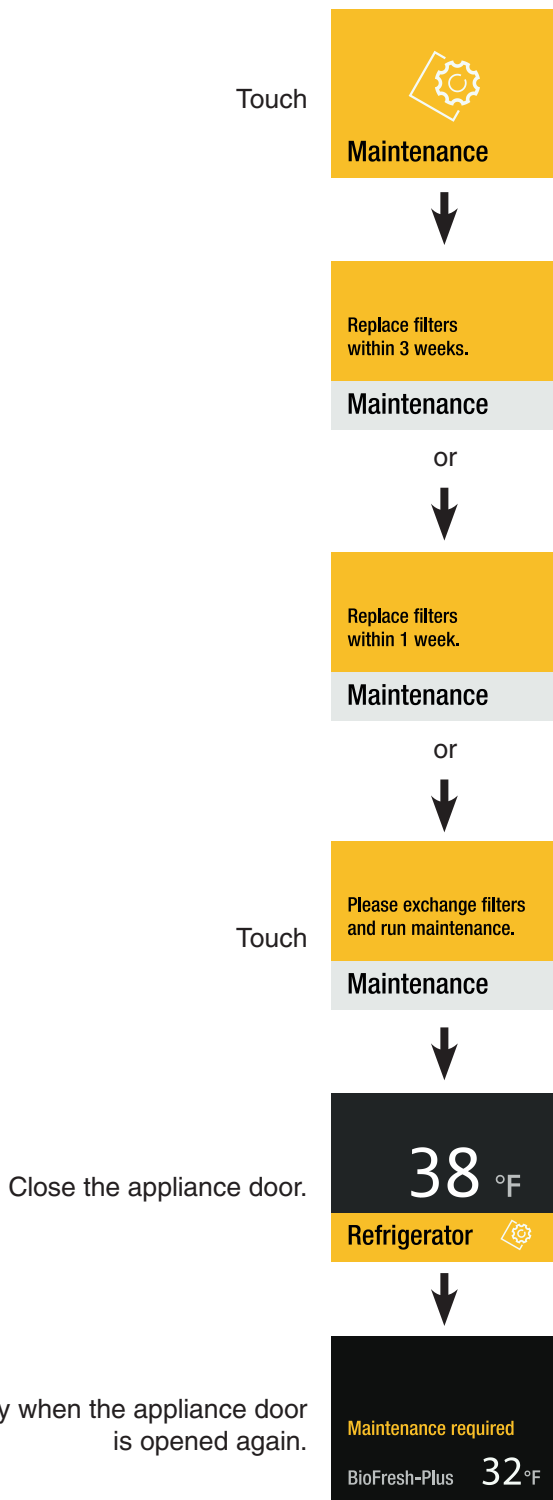 Touch
Maintenance
Replace filters
within 3 weeks.
Maintenance
or
Replace filters
within 1 week.
Maintenance
or
Touch
Please exchange filters
and run maintenance.
Maintenance
Close the appliance door.
38 °F
Refrigerator
when the appliance door
is opened again.
Maintenance required
BioFresh-Plus 32°F